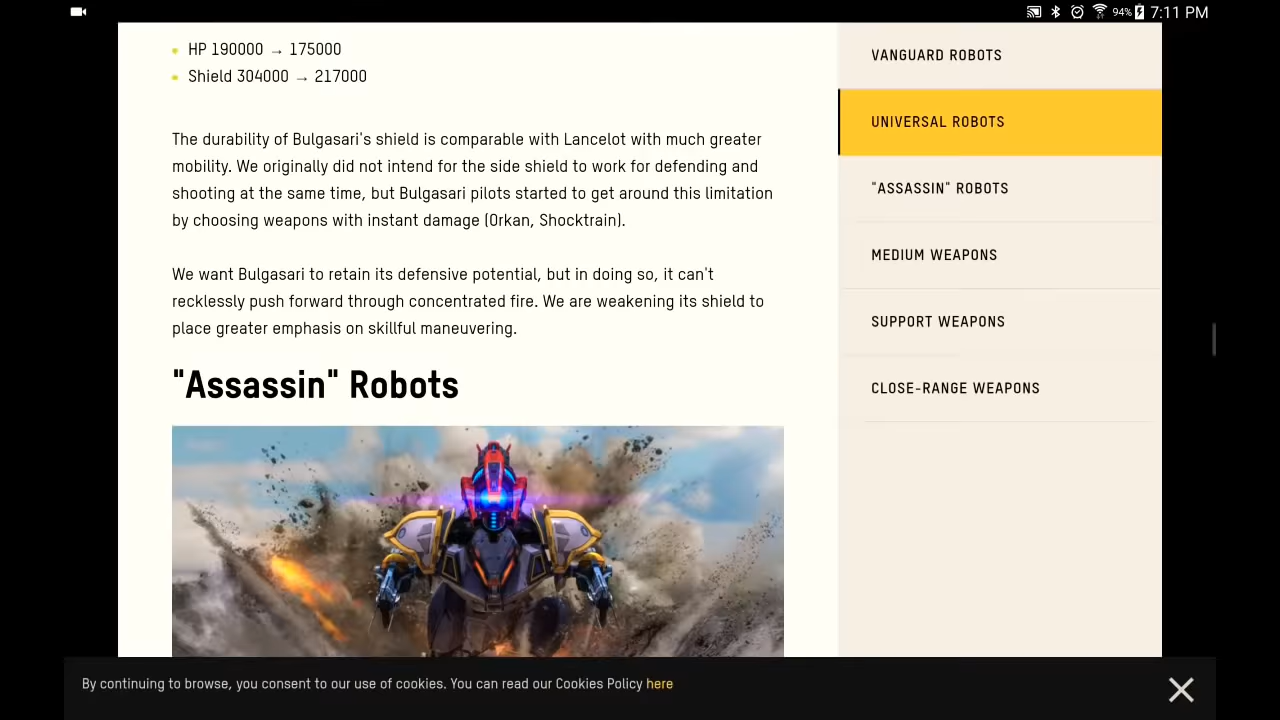 94% 7:11 PM
HP 190000 → 175000
Shield 304000 → 217000
The durability of Bulgasari's shield is comparable with Lancelot with much greater
mobility. We originally did not intend for the side shield to work for defending and
shooting at the same time, but Bulgasari pilots started to get around this limitation
by choosing weapons with instant damage (Orkan, Shocktrain).
We want Bulgasari to retain its defensive potential, but in doing so, it can't
recklessly push forward through concentrated fire. We are weakening its shield to
place greater emphasis on skillful maneuvering.
"Assassin" Robots
VANGUARD ROBOTS
UNIVERSAL ROBOTS
"ASSASSIN" ROBOTS
MEDIUM WEAPONS
SUPPORT WEAPONS
CLOSE-RANGE WEAPONS
By continuing to browse, you consent to our use of cookies. You can read our Cookies Policy here